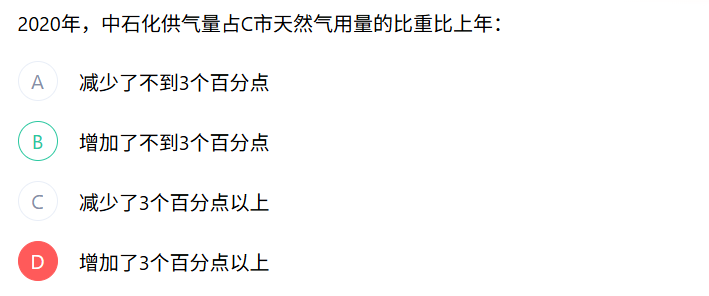 2020年，中石化供气量占C市天然气用量的比重比上年：
A 减少了不到3个百分点
B 增加了不到3个百分点
C 减少了3个百分点以上
D 增加了3个百分点以上